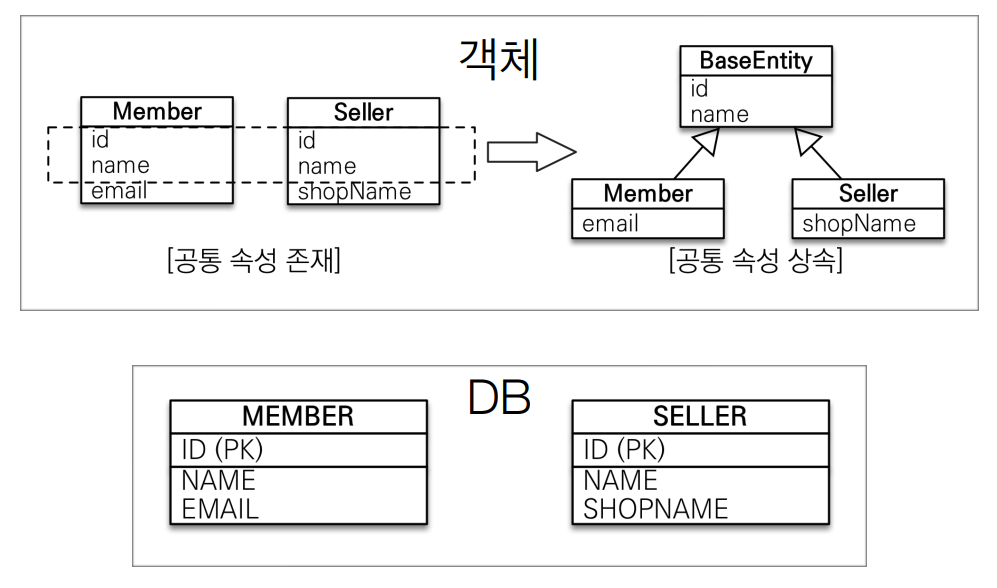 객체
Member
id
name
email
Seller
id
name
shopName
[공통 속성 존재]
BaseEntity
id
name
Member
email
Seller
shopName
[공통 속성 상속]
DB
MEMBER
ID (PK)
NAME
EMAIL
SELLER
ID (PK)
NAME
SHOPNAME